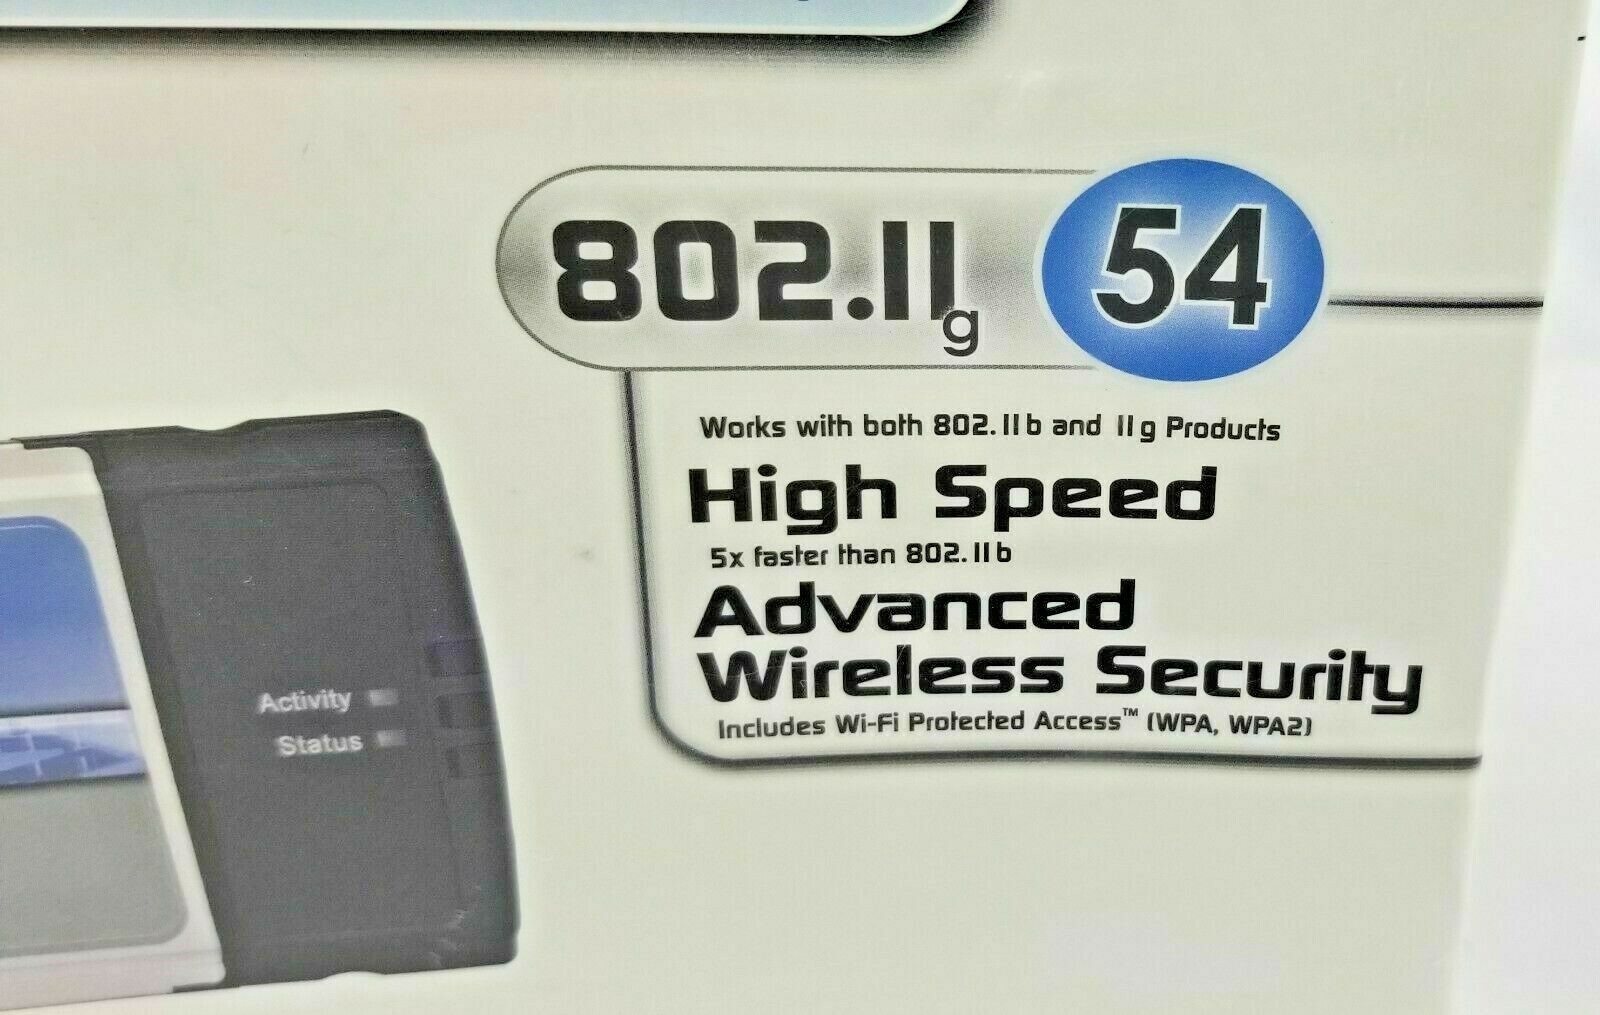 802.11g 54
Works with both 802.11b and 11g Products
High Speed
5x faster than 802.11b
Advanced
Wireless Security
Includes Wi-Fi Protected Access™ (WPA, WPA2)
Activity
Status